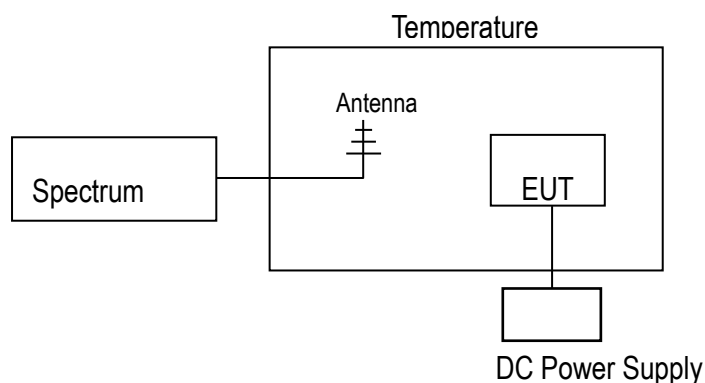 Temperature
Antenna
Spectrum
EUT
DC Power Supply